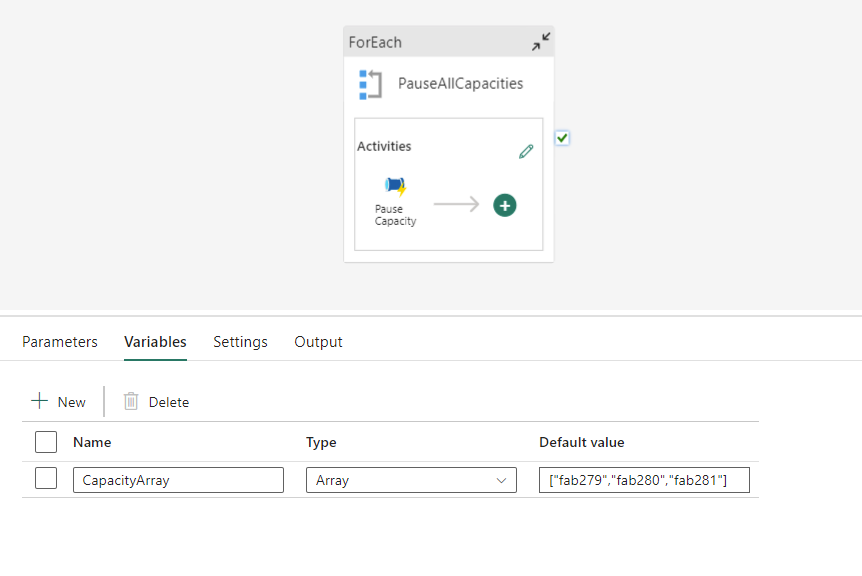 ForEach
PauseAllCapacities
Activities
Pause
Capacity
Parameters Variables Settings Output
New Delete
Name Type Default value
CapacityArray Array ["fab279","fab280","fab281"]